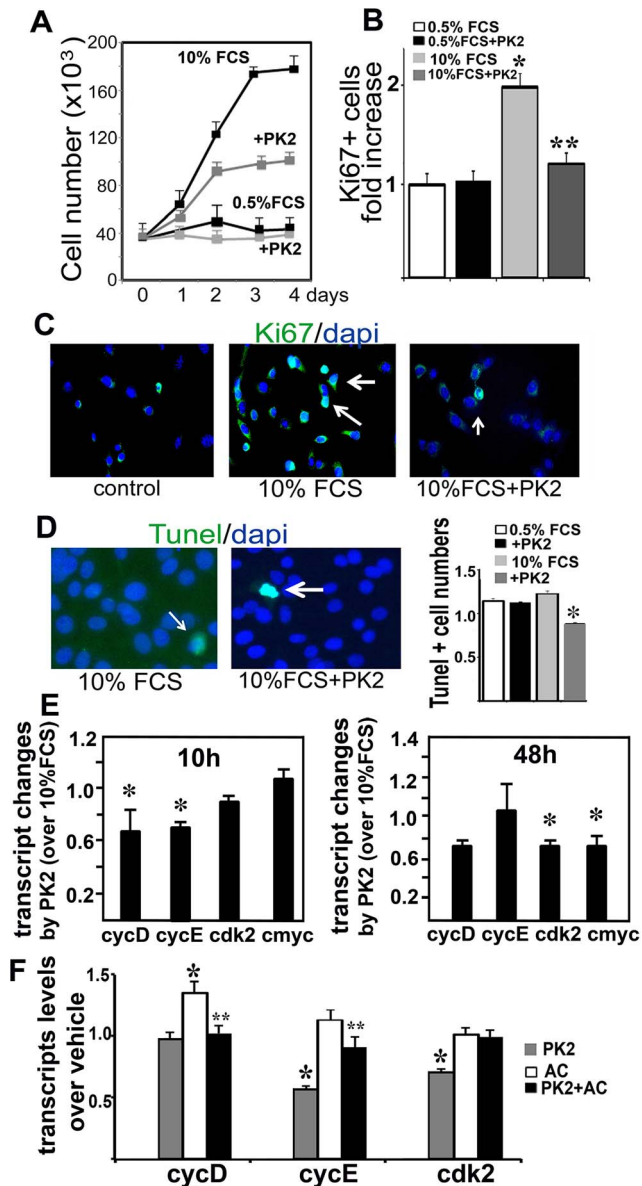 A
Cell number (x10³)
200
160
120
80
40
0
10% FCS
+PK2
0.5%FCS
+PK2
0 1 2 3 4 days
B
Ki67+ cells
fold increase
0.5% FCS
0.5%FCS+PK2
10% FCS
10%FCS+PK2
2
1
*
**
C
Ki67/dapi
control
10% FCS
10%FCS+PK2
D
Tunel/dapi
10% FCS
10%FCS+PK2
Tunel + cell numbers
0.5% FCS
+PK2
10% FCS
+PK2
1.5
1.0
0.5
*
E
transcript changes
by PK2 (over 10%FCS)
10h
1.2
1.0
0.6
0.2
* *
cycD cycE cdk2 cmyc
transcript changes
by PK2 (over 10%FCS)
48h
1.4
1.2
1.0
0.6
0.2
* *
cycD cycE cdk2 cmyc
F
transcripts levels
over vehicle
1.5
1.0
0.5
*
**
*
**
*
PK2
AC
PK2+AC
cycD cycE cdk2